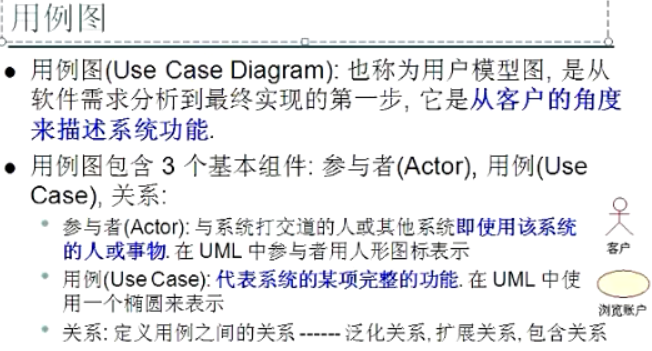 用例图
用例图(Use Case Diagram): 也称为用户模型图, 是从
软件需求分析到最终实现的第一步, 它是从客户的角度
来描述系统功能.
用例图包含 3 个基本组件: 参与者(Actor), 用例(Use
Case), 关系:
参与者(Actor): 与系统打交道的人或其他系统即使用该系统
的人或事物. 在 UML 中参与者用人形图标表示
客户
用例(Use Case): 代表系统的某项完整的功能. 在 UML 中使
用一个椭圆来表示
浏览账户
关系: 定义用例之间的关系 ------ 泛化关系, 扩展关系, 包含关系